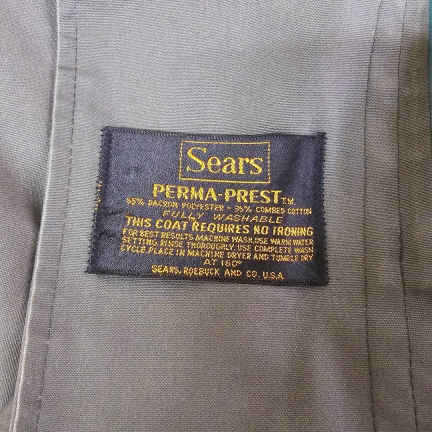 Sears
PERMA-PREST T.M.
65% DACRON POLYESTER - 35% COMBED COTTON
FULLY WASHABLE
THIS COAT REQUIRES NO IRONING
FOR BEST RESULTS MACHINE WASH. USE WARM WATER
SETTING. RINSE THOROUGHLY. USE COMPLETE WASH
CYCLE. PLACE IN MACHINE DRYER AND TUMBLE DRY
AT 160°
SEARS, ROEBUCK AND CO. U.S.A.